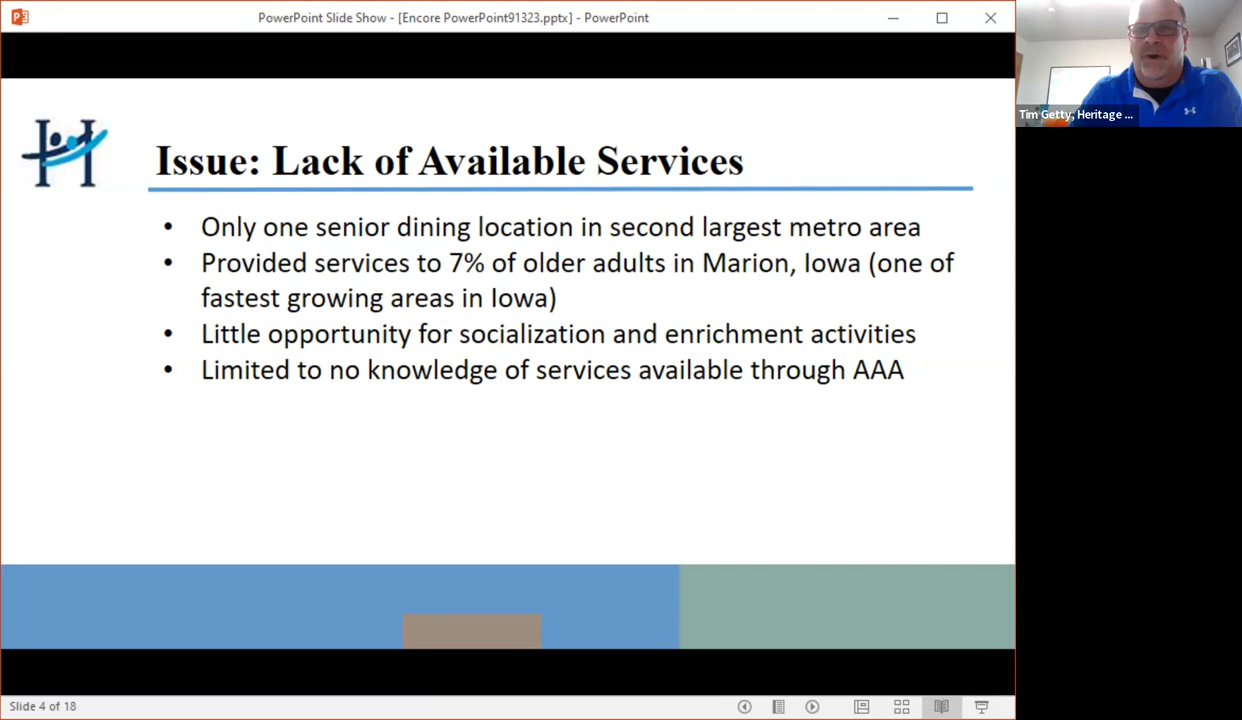 PowerPoint Slide Show - [Encore PowerPoint91323.pptx] - PowerPoint
Tim Getty, Heritage ...
Issue: Lack of Available Services
• Only one senior dining location in second largest metro area
• Provided services to 7% of older adults in Marion, Iowa (one of
fastest growing areas in Iowa)
• Little opportunity for socialization and enrichment activities
• Limited to no knowledge of services available through AAA
Slide 4 of 18